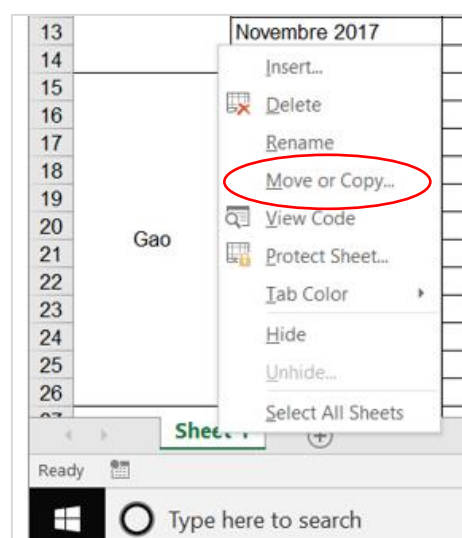 13 Novembre 2017
14
Insert...
15
Delete
16
17 Rename
18
Move or Copy...
19
20 View Code
Gao
21 Protect Sheet...
22
Tab Color
23
24 Hide
25 Unhide...
26
Select All Sheets
Ready
Type here to search